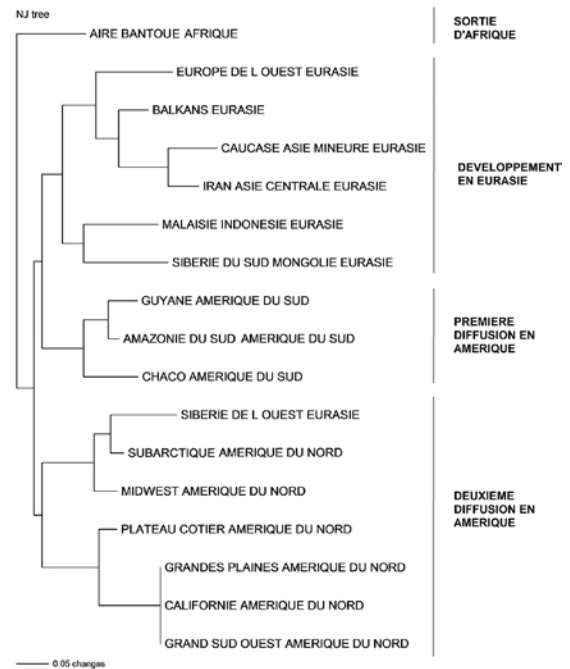 NJ tree
AIRE BANTOUE AFRIQUE
SORTIE
D'AFRIQUE
EUROPE DE L OUEST EURASIE
BALKANS EURASIE
CAUCASE ASIE MINEURE EURASIE
IRAN ASIE CENTRALE EURASIE
MALAISIE INDONESIE EURASIE
SIBERIE DU SUD MONGOLIE EURASIE
DEVELOPPEMENT
EN EURASIE
GUYANE AMERIQUE DU SUD
AMAZONIE DU SUD AMERIQUE DU SUD
CHACO AMERIQUE DU SUD
PREMIERE
DIFFUSION EN
AMERIQUE
SIBERIE DE L OUEST EURASIE
SUBARCTIQUE AMERIQUE DU NORD
MIDWEST AMERIQUE DU NORD
PLATEAU COTIER AMERIQUE DU NORD
GRANDES PLAINES AMERIQUE DU NORD
CALIFORNIE AMERIQUE DU NORD
GRAND SUD OUEST AMERIQUE DU NORD
DEUXIEME
DIFFUSION EN
AMERIQUE
0.05 changes